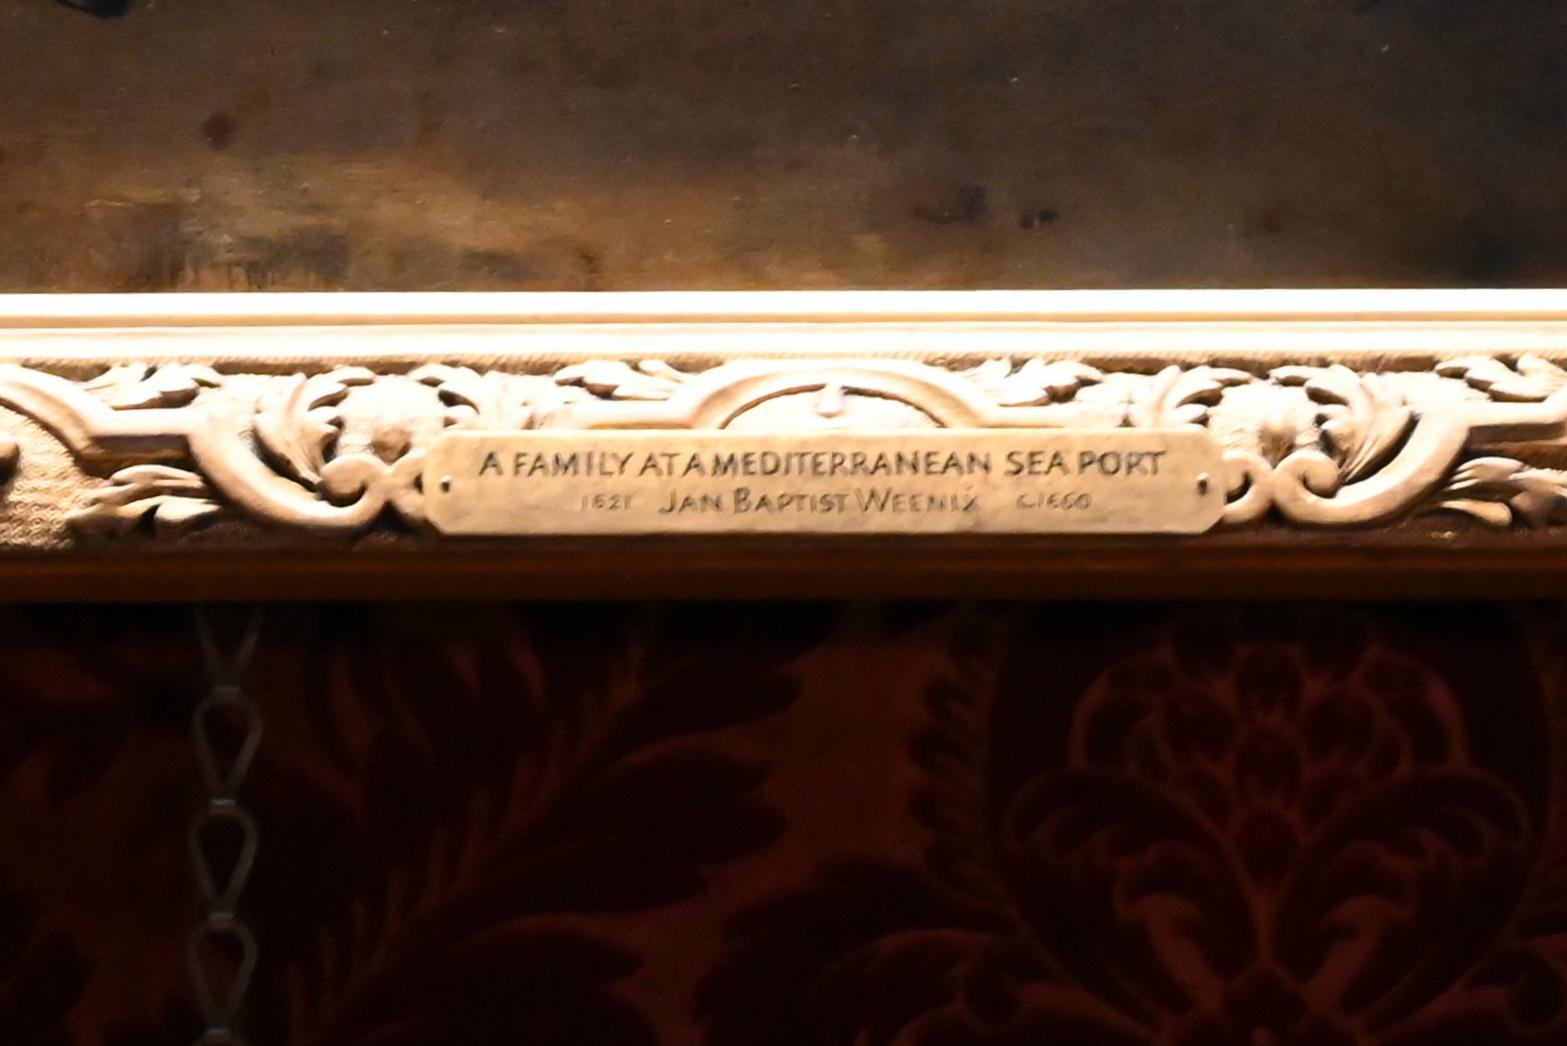 A FAMILY AT A MEDITERRANEAN SEA PORT
1621 JAN BAPTIST WEENIX C.1660